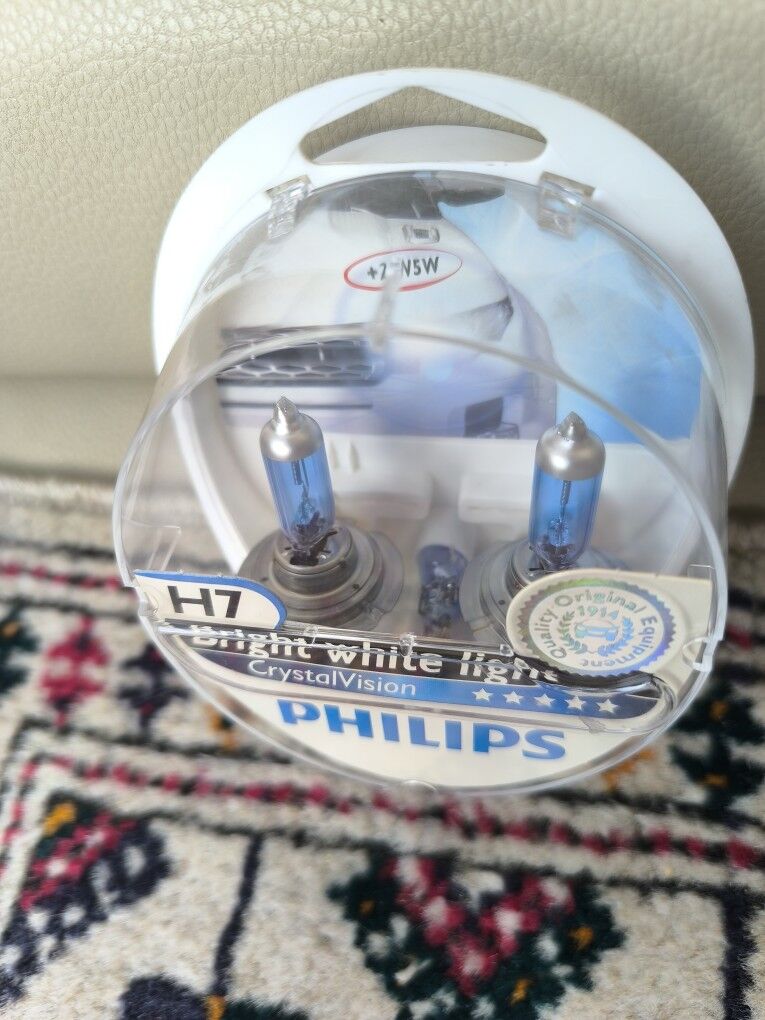 +2 W5W
H7
Quality Original Equipment
1914
Bright white light
CrystalVision
PHILIPS